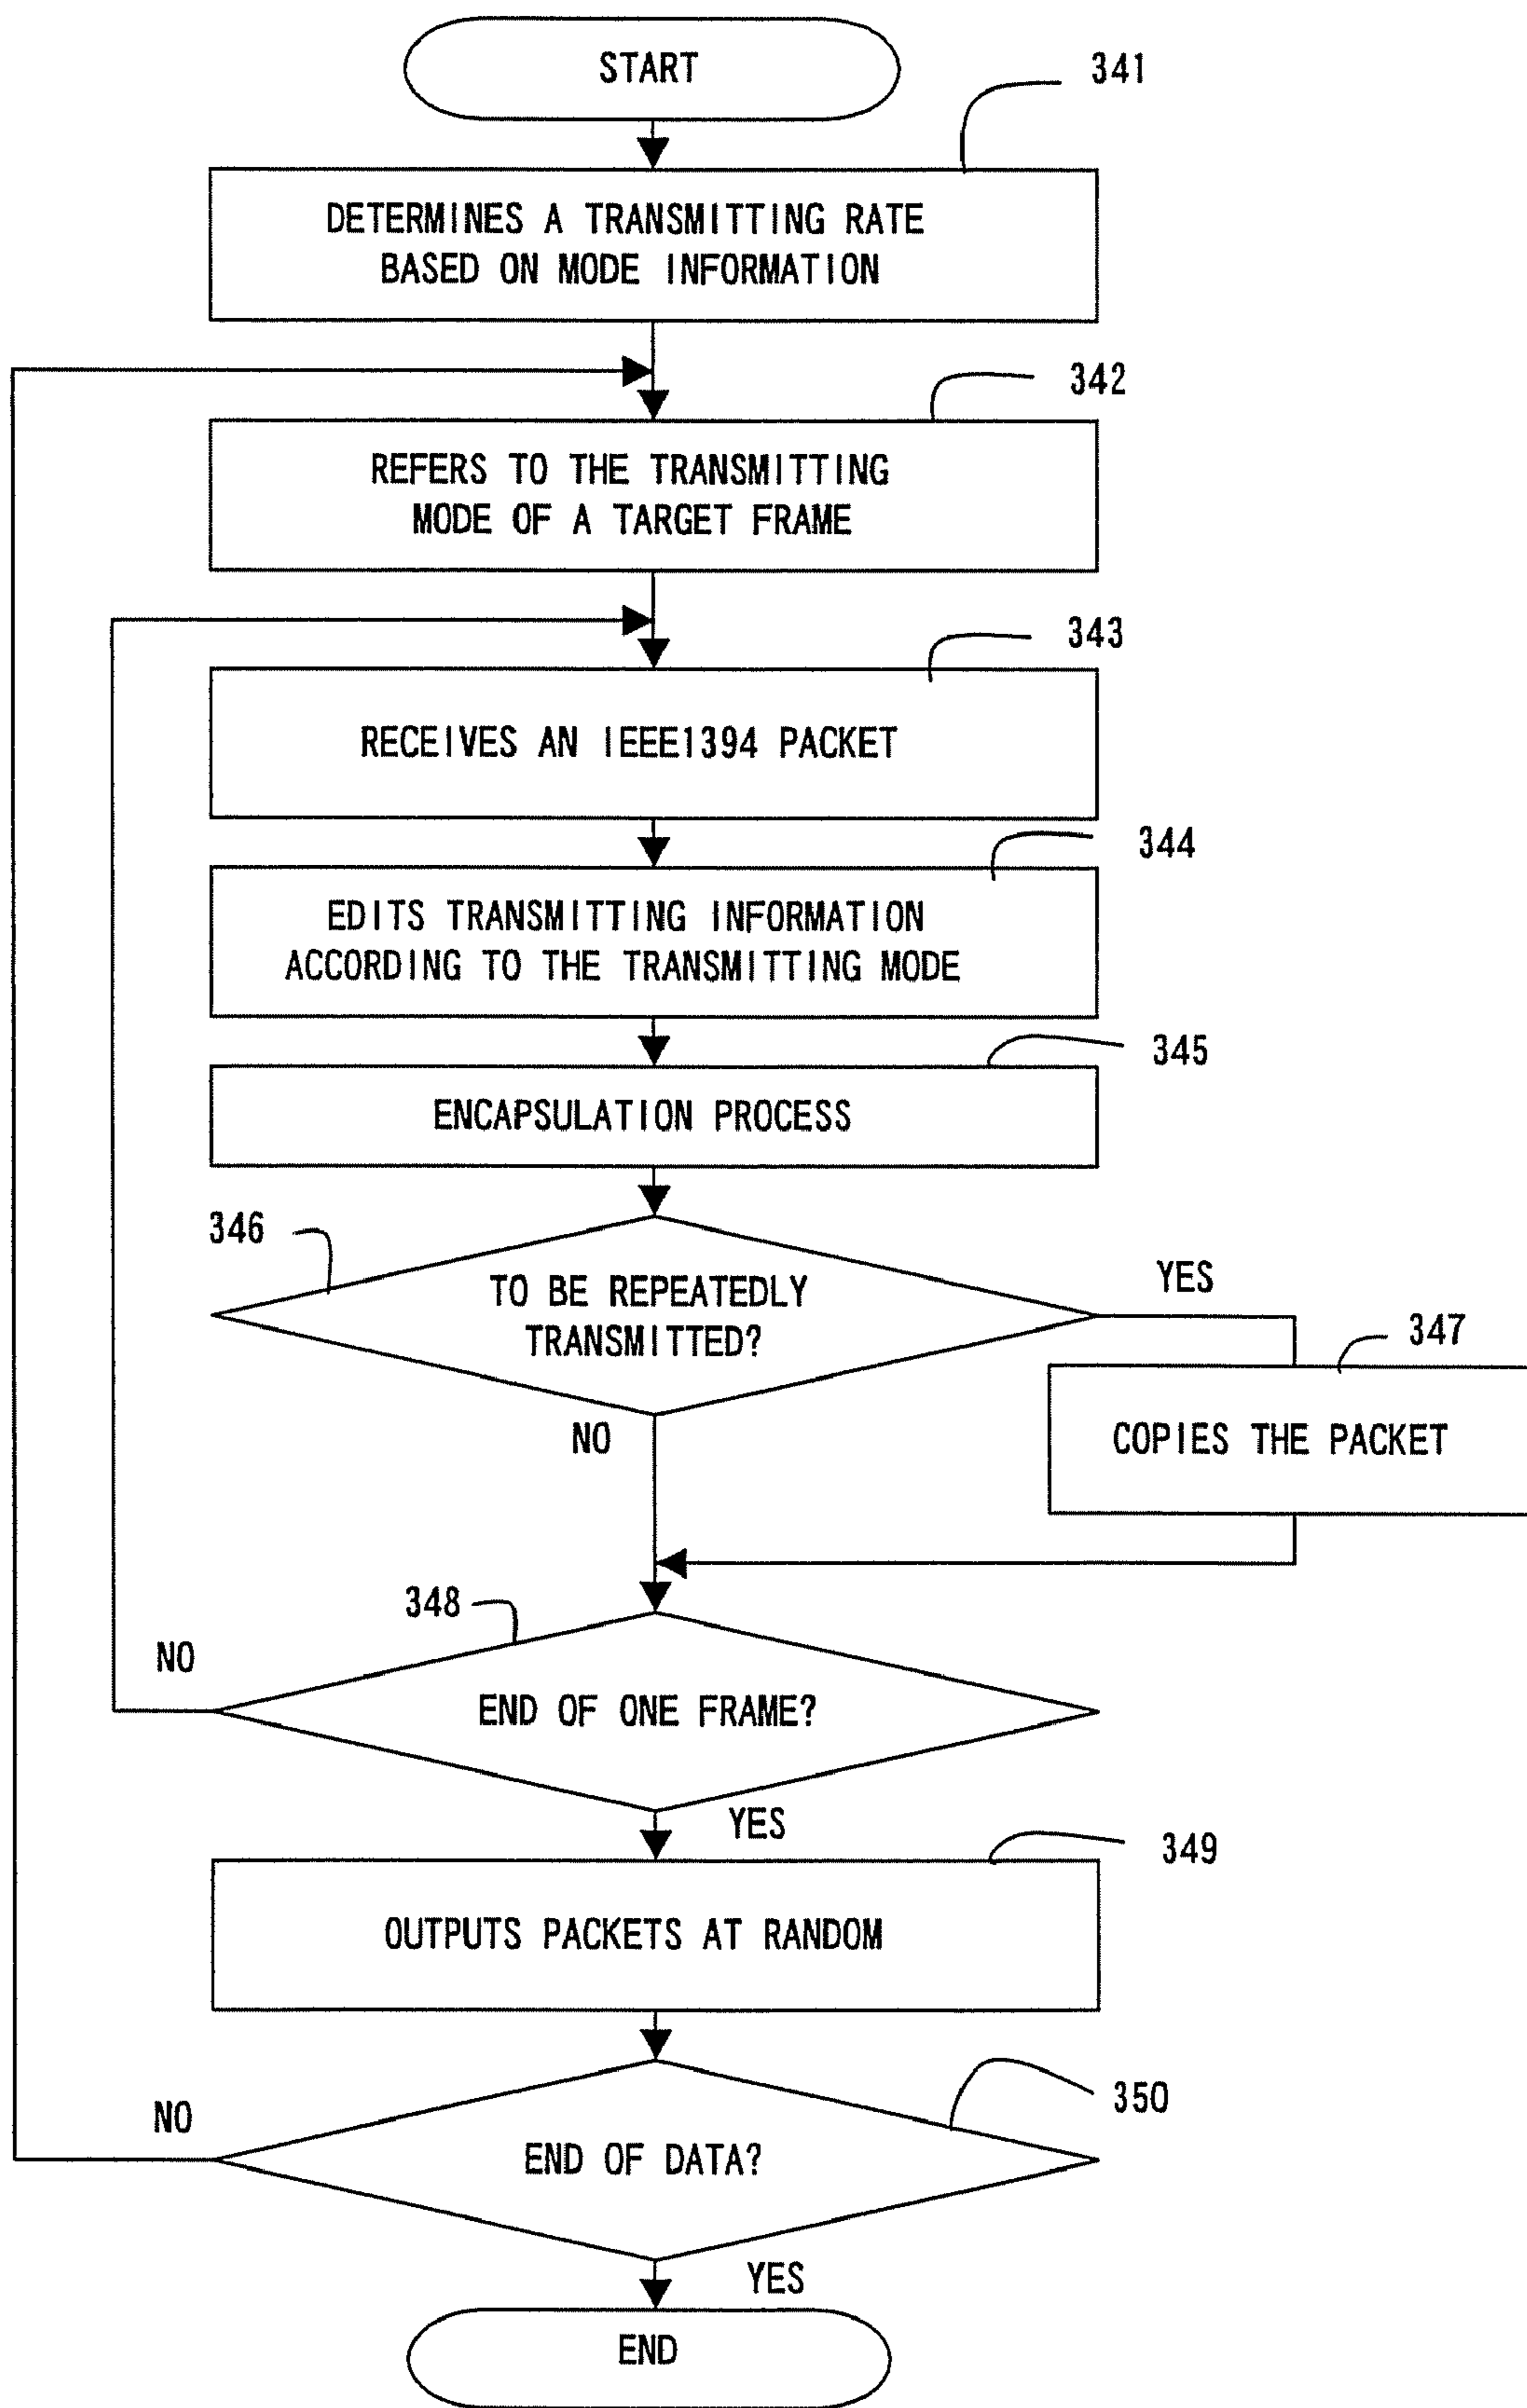 START
341
DETERMINES A TRANSMITTING RATE
BASED ON MODE INFORMATION
342
REFERS TO THE TRANSMITTING
MODE OF A TARGET FRAME
343
RECEIVES AN IEEE1394 PACKET
344
EDITS TRANSMITTING INFORMATION
ACCORDING TO THE TRANSMITTING MODE
345
ENCAPSULATION PROCESS
346
TO BE REPEATEDLY
TRANSMITTED?
YES
347
NO
COPIES THE PACKET
348
NO
END OF ONE FRAME?
YES
349
OUTPUTS PACKETS AT RANDOM
350
NO
END OF DATA?
YES
END